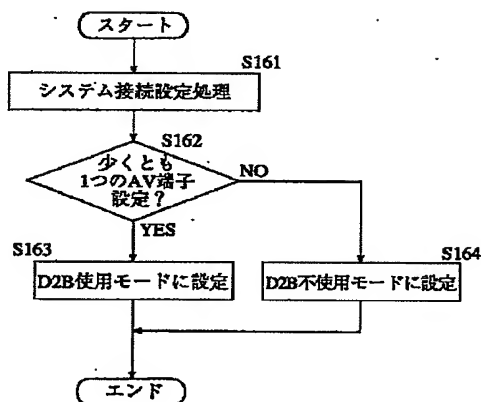 スタート
S161
システム接続設定処理
S162
少くとも
1つのAV端子
設定？
NO
YES
S163
D2B使用モードに設定
S164
D2B不使用モードに設定
エンド